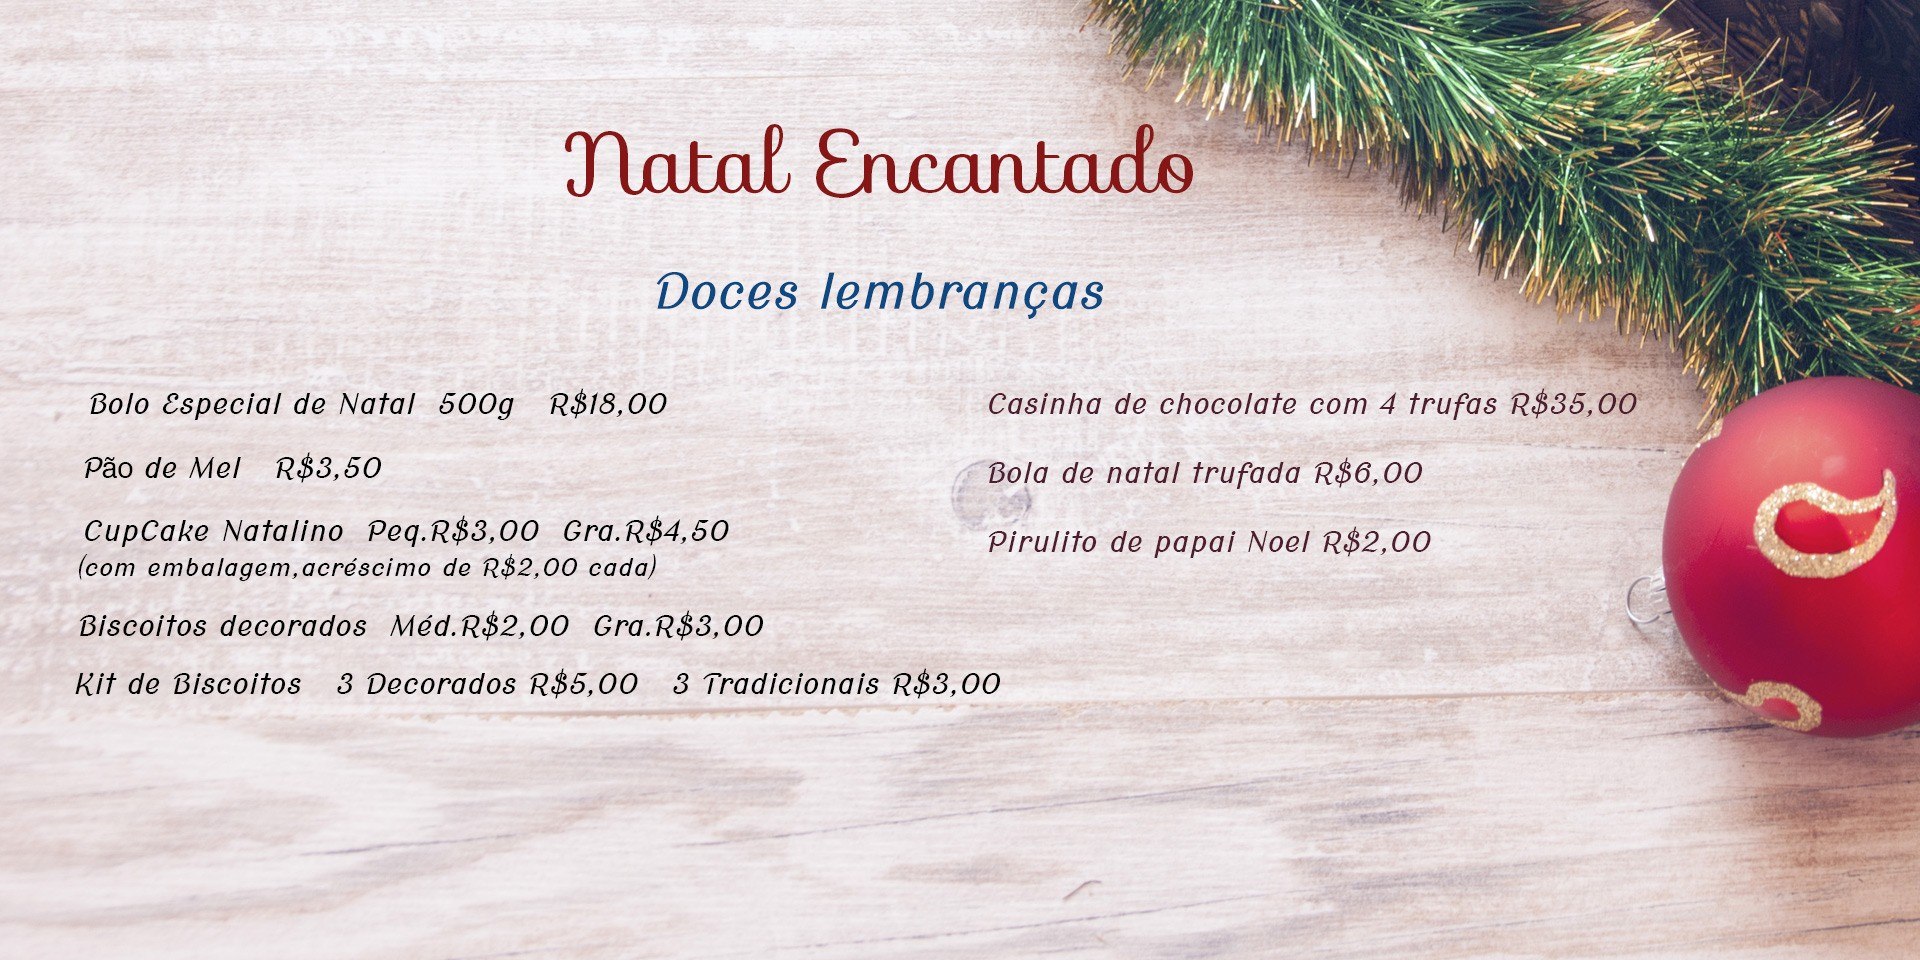 Natal Encantado
Doces lembranças
Bolo Especial de Natal 500g R$18,00
Pão de Mel R$3,50
CupCake Natalino Peq.R$3,00 Gra.R$4,50
(com embalagem,acréscimo de R$2,00 cada)
Biscoitos decorados Méd.R$2,00 Gra.R$3,00
Kit de Biscoitos 3 Decorados R$5,00 3 Tradicionais R$3,00
Casinha de chocolate com 4 trufas R$35,00
Bola de natal trufada R$6,00
Pirulito de papai Noel R$2,00